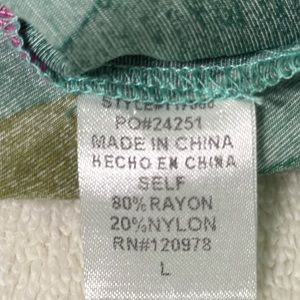 PO#24251
MADE IN CHINA
HECHO EN CHINA
SELF
80%RAYON
20%NYLON
RN#120978
L